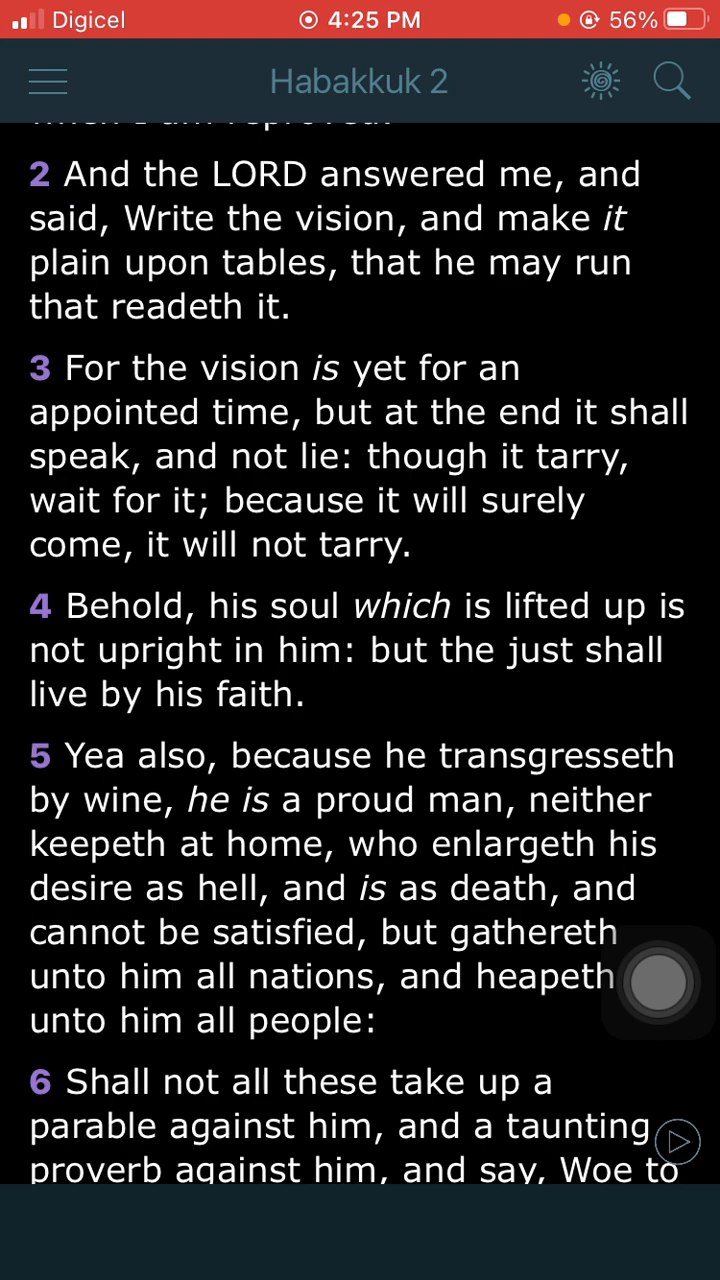 Digicel 4:25 PM 56%
Habakkuk 2
2 And the LORD answered me, and
said, Write the vision, and make it
plain upon tables, that he may run
that readeth it.
3 For the vision is yet for an
appointed time, but at the end it shall
speak, and not lie: though it tarry,
wait for it; because it will surely
come, it will not tarry.
4 Behold, his soul which is lifted up is
not upright in him: but the just shall
live by his faith.
5 Yea also, because he transgresseth
by wine, he is a proud man, neither
keepeth at home, who enlargeth his
desire as hell, and is as death, and
cannot be satisfied, but gathereth
unto him all nations, and heapeth
unto him all people:
6 Shall not all these take up a
parable against him, and a taunting
proverb against him, and say, Woe to